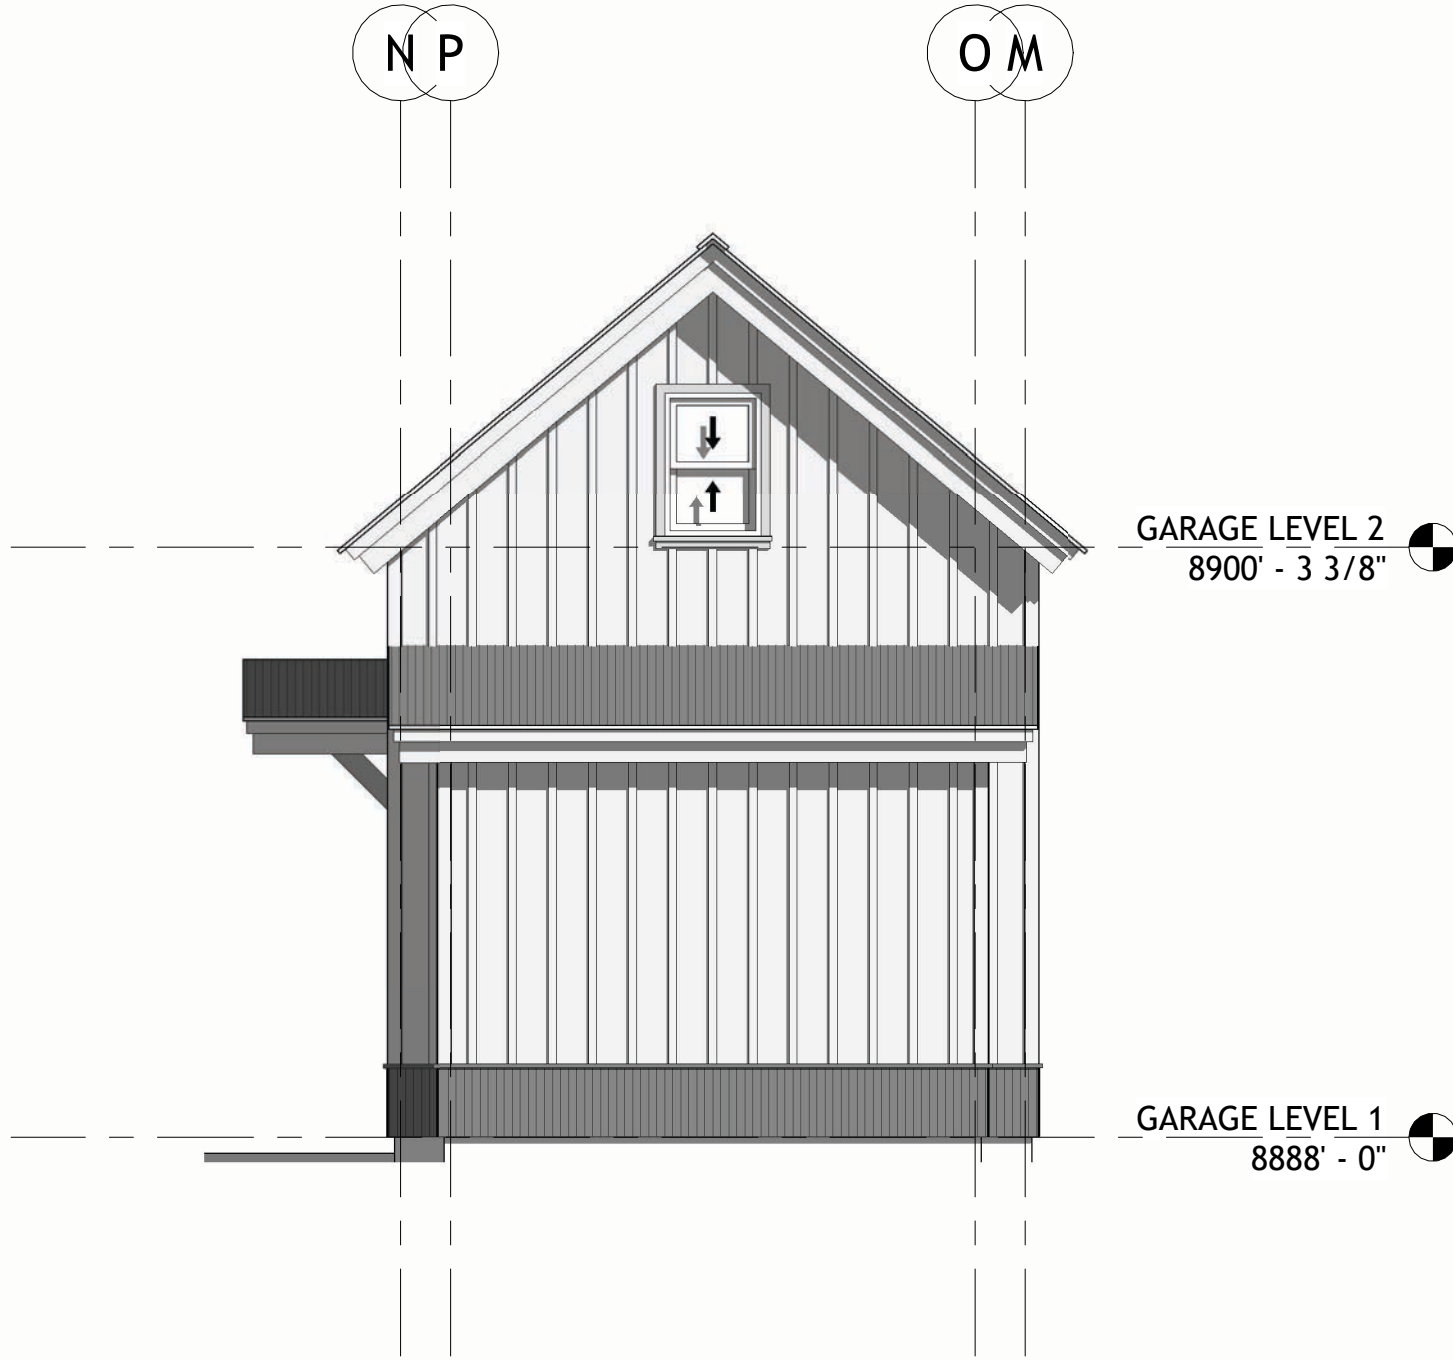 N P O M
GARAGE LEVEL 2
8900' - 3 3/8"
GARAGE LEVEL 1
8888' - 0"